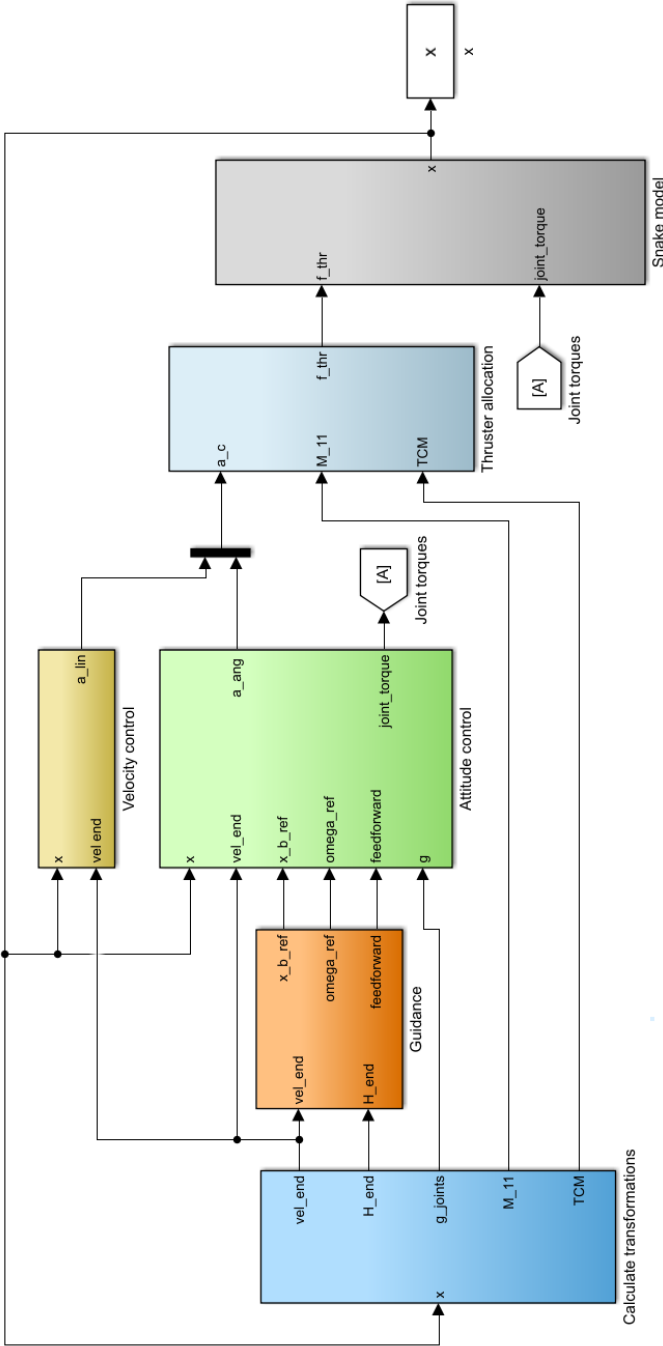 x
vel_end
H_end
g_joints
M_11
TCM
Calculate transformations
vel_end
H_end
x_b_ref
omega_ref
feedforward
Guidance
x
vel end
a_lin
Velocity control
x
vel_end
x_b_ref
omega_ref
feedforward
g
a_ang
joint_torque
Attitude control
[A]
Joint torques
a_c
M_11
TCM
f_thr
Thruster allocation
[A]
Joint torques
f_thr
joint_torque
x
Snake model
x
x